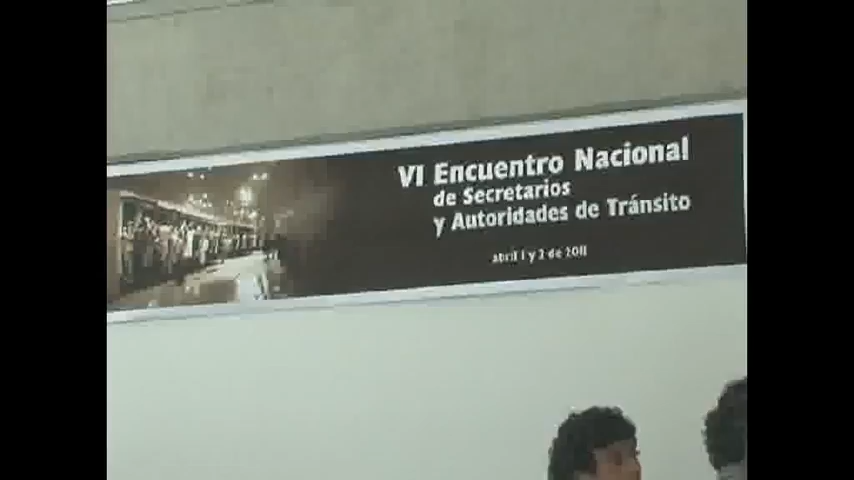 VI Encuentro Nacional
de Secretarios
y Autoridades de Tránsito
abril 1 y 2 de 2011